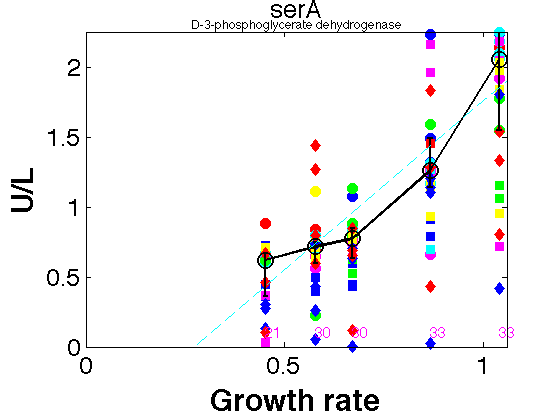 serA
D-3-phosphoglycerate dehydrogenase
U/L
2
1.5
1
0.5
0
21 30 30 33 33
0 0.5 1
Growth rate